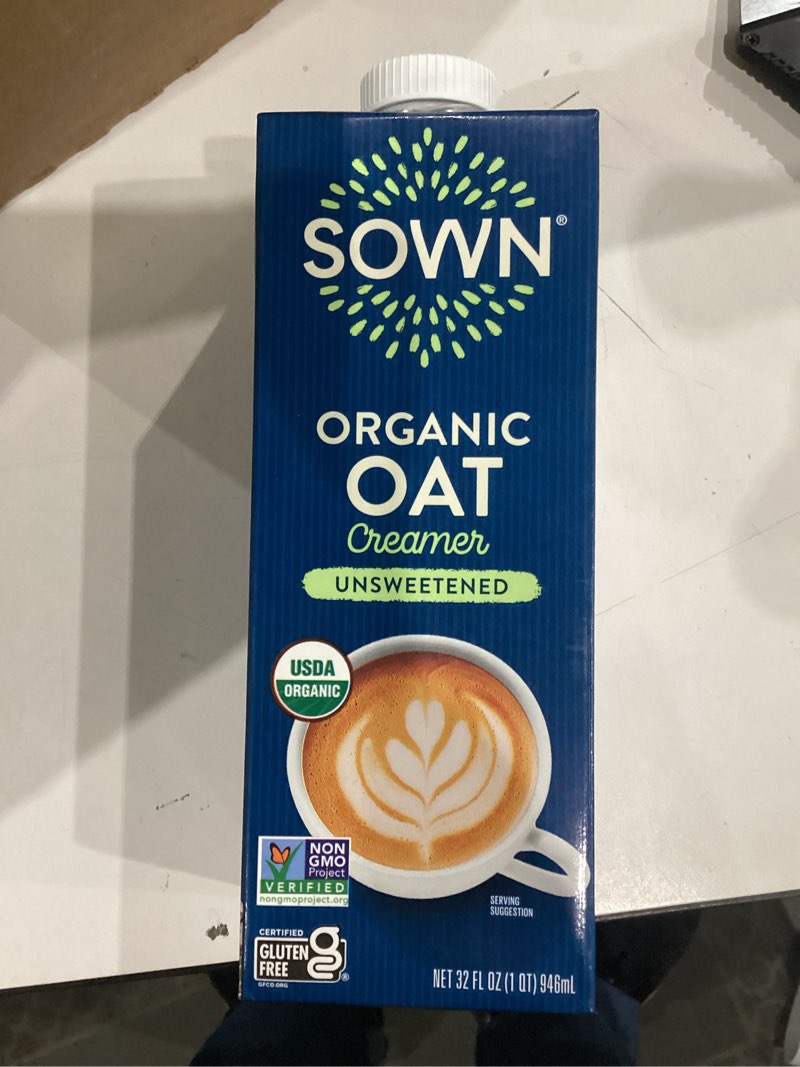 SOWN®
ORGANIC
OAT
Creamer
UNSWEETENED
USDA
ORGANIC
NON
GMO
Project
VERIFIED
nongmoproject.org
SERVING
SUGGESTION
CERTIFIED
GLUTEN
FREE
®
GFCO.ORG
NET 32 FL OZ (1 QT) 946mL